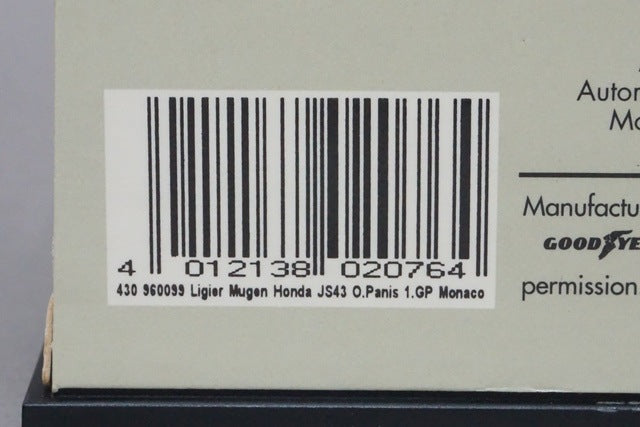 4 012138 020764
430 960099 Ligier Mugen Honda JS43 O.Panis 1.GP Monaco
Manufactu
GOODYE
permission.